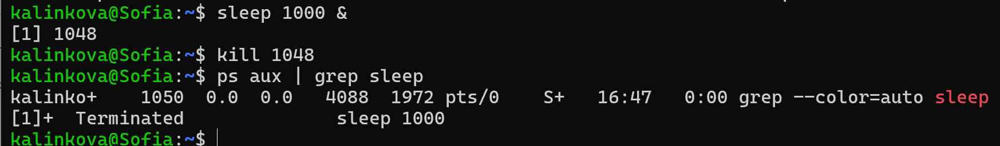 kalinkova@Sofia:~$ sleep 1000 &
[1] 1048
kalinkova@Sofia:~$ kill 1048
kalinkova@Sofia:~$ ps aux | grep sleep
kalinko+    1050  0.0  0.0   4088  1972 pts/0    S+   16:47   0:00 grep --color=auto sleep
[1]+  Terminated              sleep 1000
kalinkova@Sofia:~$